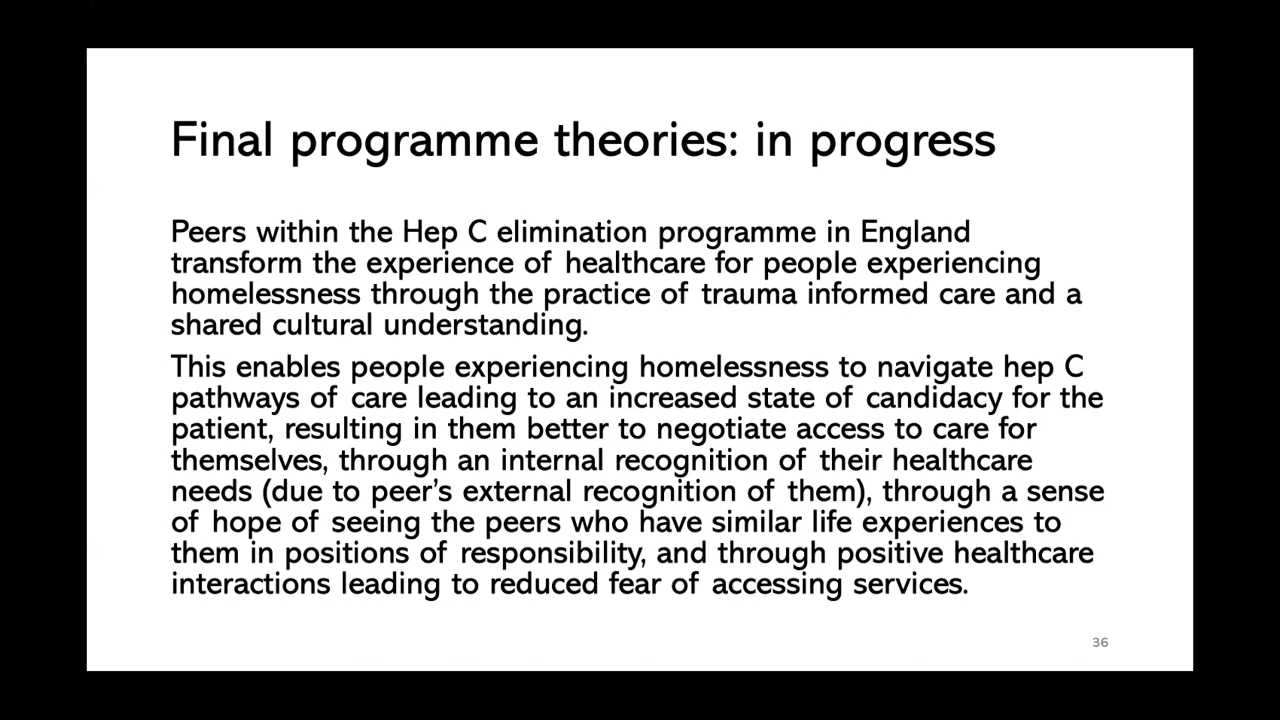 Final programme theories: in progress
Peers within the Hep C elimination programme in England
transform the experience of healthcare for people experiencing
homelessness through the practice of trauma informed care and a
shared cultural understanding.
This enables people experiencing homelessness to navigate hep C
pathways of care leading to an increased state of candidacy for the
patient, resulting in them better to negotiate access to care for
themselves, through an internal recognition of their healthcare
needs (due to peer’s external recognition of them), through a sense
of hope of seeing the peers who have similar life experiences to
them in positions of responsibility, and through positive healthcare
interactions leading to reduced fear of accessing services.
36